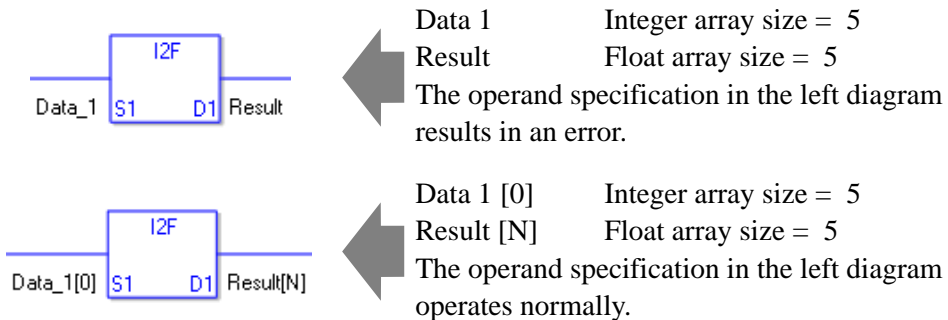 I2F
Data_1 S1 D1 Result
Data 1 Integer array size = 5
Result Float array size = 5
The operand specification in the left diagram
results in an error.
I2F
Data_1[0] S1 D1 Result[N]
Data 1 [0] Integer array size = 5
Result [N] Float array size = 5
The operand specification in the left diagram
operates normally.